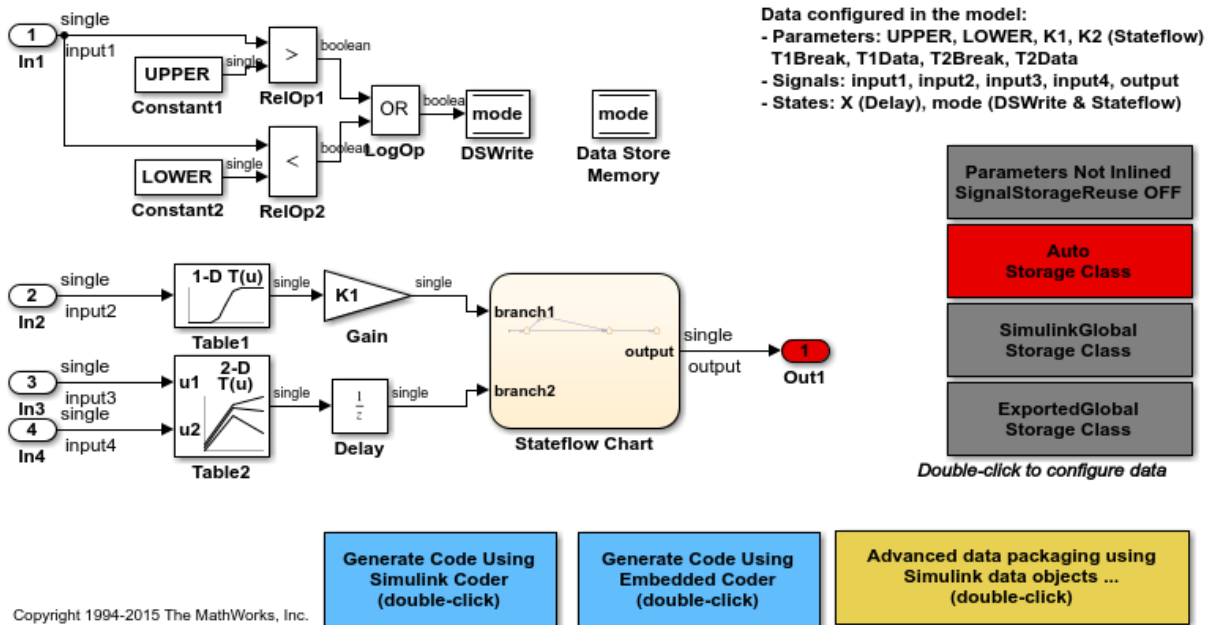 single
1
input1
In1
UPPER
Constant1
single
>
boolean
RelOp1
LOWER
Constant2
single
<
boolean
RelOp2
OR
LogOp
boolea
mode
DSWrite
mode
Data Store
Memory
Data configured in the model:
- Parameters: UPPER, LOWER, K1, K2 (Stateflow)
T1Break, T1Data, T2Break, T2Data
- Signals: input1, input2, input3, input4, output
- States: X (Delay), mode (DSWrite & Stateflow)
single
2
input2
In2
1-D T(u)
Table1
single
K1
Gain
single
single
3
input3
In3
single
4
input4
In4
2-D
T(u)
u1
u2
Table2
single
1
z
Delay
single
branch1
output
branch2
Stateflow Chart
single
output
1
Out1
Parameters Not Inlined
SignalStorageReuse OFF
Auto
Storage Class
SimulinkGlobal
Storage Class
ExportedGlobal
Storage Class
Double-click to configure data
Generate Code Using
Simulink Coder
(double-click)
Generate Code Using
Embedded Coder
(double-click)
Advanced data packaging using
Simulink data objects ...
(double-click)
Copyright 1994-2015 The MathWorks, Inc.